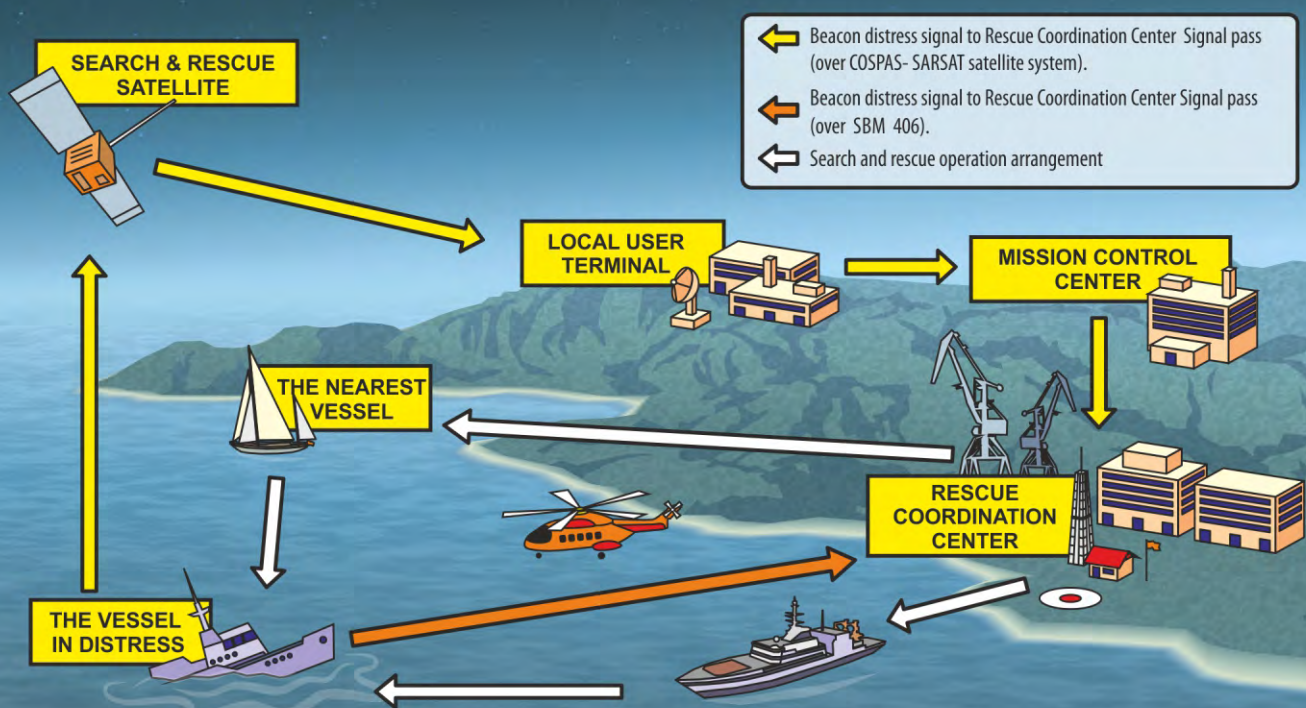 SEARCH & RESCUE
SATELLITE
Beacon distress signal to Rescue Coordination Center Signal pass
(over COSPAS- SARSAT satellite system).
Beacon distress signal to Rescue Coordination Center Signal pass
(over SBM 406).
Search and rescue operation arrangement
LOCAL USER
TERMINAL
MISSION CONTROL
CENTER
THE NEAREST
VESSEL
RESCUE
COORDINATION
CENTER
THE VESSEL
IN DISTRESS